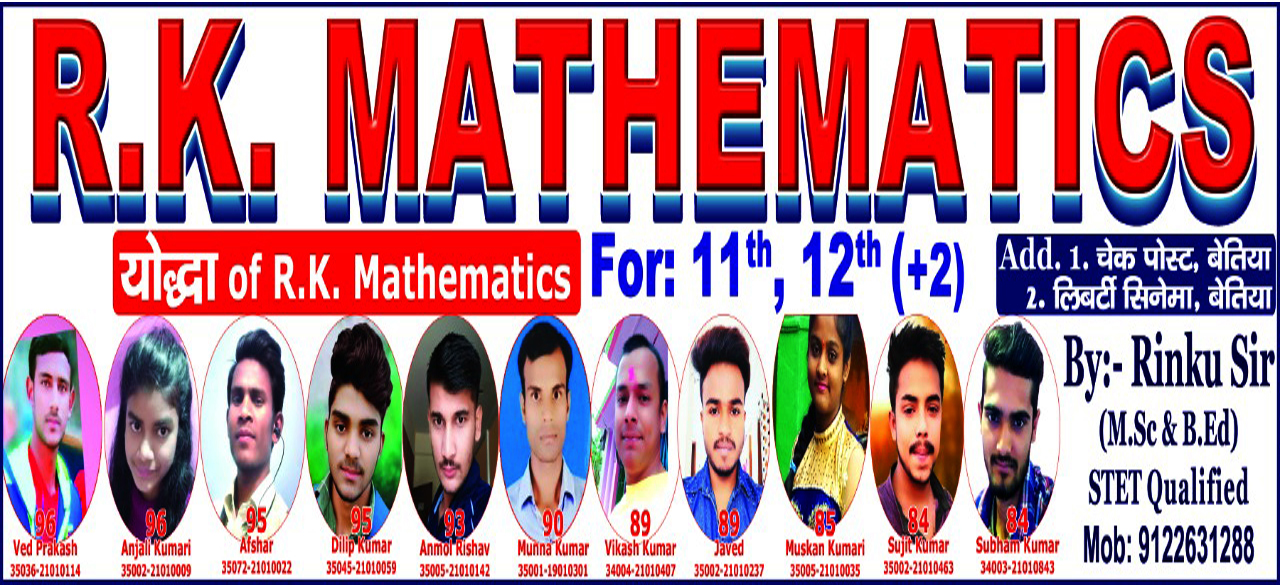 R.K. MATHEMATICS
योद्धा of R.K. Mathematics
For: 11th, 12th (+2)
Add. 1. चेक पोस्ट, बेतिया
2. लिबर्टी सिनेमा, बेतिया
By:- Rinku Sir
(M.Sc & B.Ed)
STET Qualified
Mob: 9122631288
96
Ved Prakash
35036-21010114
96
Anjali Kumari
35002-21010009
95
Afshar
35072-21010022
95
Dilip Kumar
35045-21010059
93
Anmol Rishav
35005-21010142
90
Munna Kumar
35001-19010301
89
Vikash Kumar
34004-21010407
89
Javed
35002-21010237
85
Muskan Kumari
35005-21010035
84
Sujit Kumar
35002-21010463
84
Subham Kumar
34003-21010843